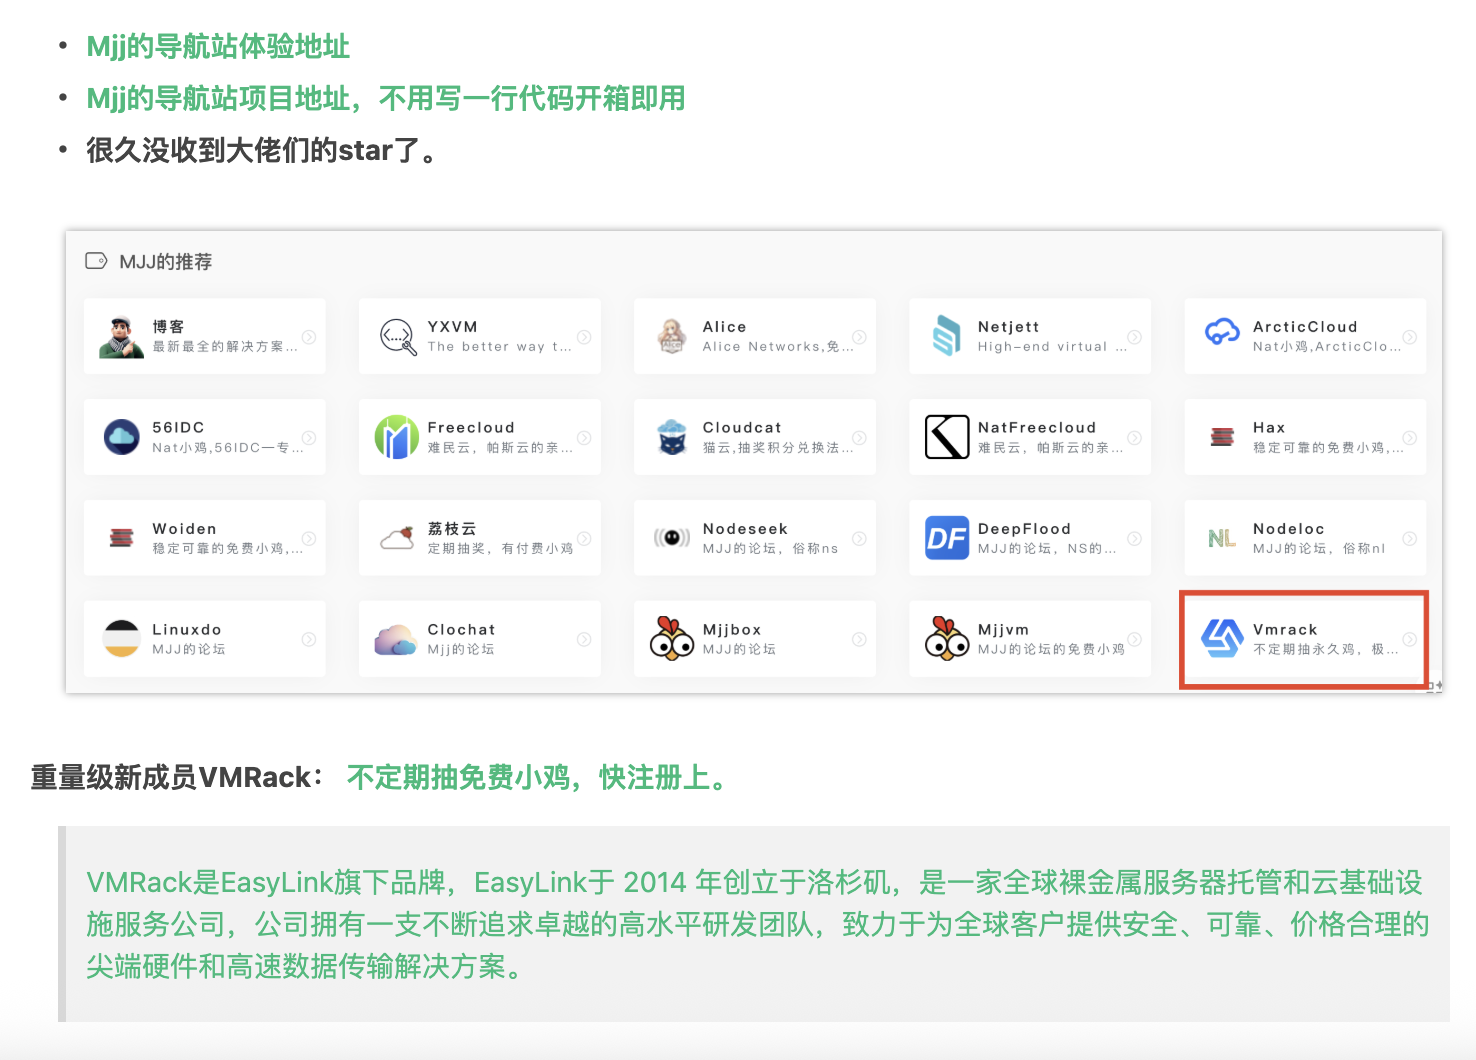 Mjj的导航站体验地址
Mjj的导航站项目地址，不用写一行代码开箱即用
很久没收到大佬们的star了。
MJJ的推荐
博客
最新最全的解决方案...
YXVM
The better way t...
Alice
Alice
Alice Networks,免...
Netjett
High-end virtual ...
ArcticCloud
Nat小鸡,ArcticClo...
56IDC
Nat小鸡,56IDC一专...
Freecloud
难民云，帕斯云的亲...
Cloudcat
猫云,抽奖积分兑换法...
NatFreecloud
难民云，帕斯云的亲...
Hax
稳定可靠的免费小鸡,...
Woiden
稳定可靠的免费小鸡,...
荔枝云
定期抽奖，有付费小鸡
Nodeseek
MJJ的论坛，俗称ns
DF
DeepFlood
MJJ的论坛，NS的...
NL
Nodeloc
MJJ的论坛，俗称nl
Linuxdo
MJJ的论坛
Clochat
Mjj的论坛
Mjjbox
MJJ的论坛
Mjjvm
MJJ的论坛的免费小鸡
Vmrack
不定期抽永久鸡，极...
重量级新成员VMRack： 不定期抽免费小鸡，快注册上。
VMRack是EasyLink旗下品牌，EasyLink于 2014 年创立于洛杉矶，是一家全球裸金属服务器托管和云基础设
施服务公司，公司拥有一支不断追求卓越的高水平研发团队，致力于为全球客户提供安全、可靠、价格合理的
尖端硬件和高速数据传输解决方案。